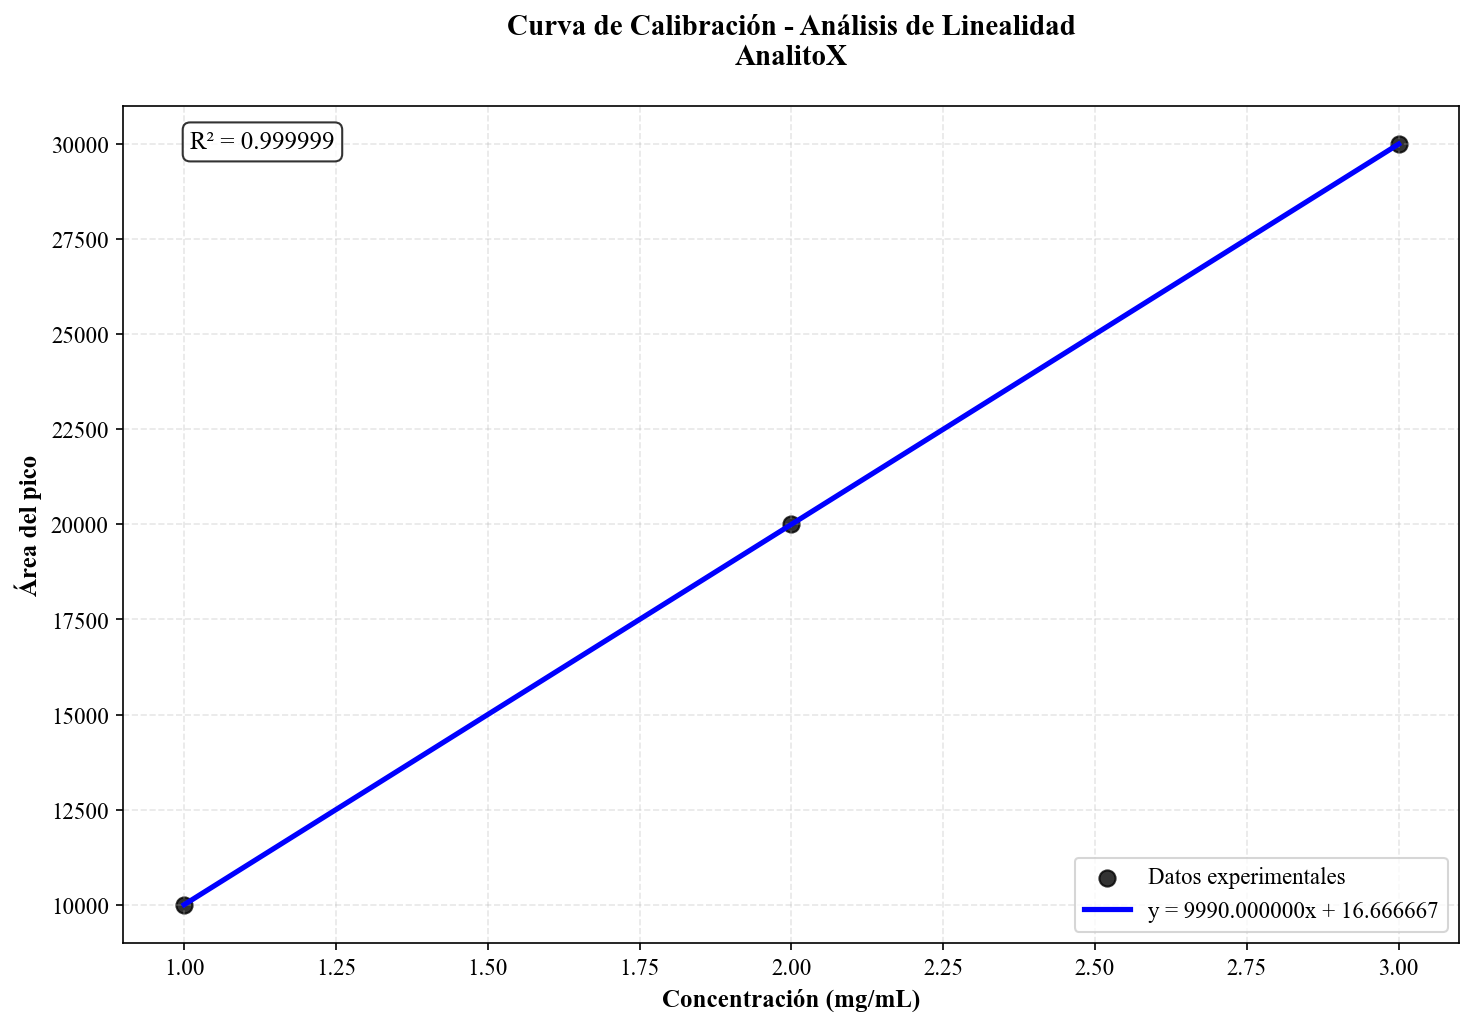 Curva de Calibración - Análisis de Linealidad
AnalitoX
R² = 0.999999
30000
27500
25000
22500
20000
17500
15000
12500
10000
Área del pico
Datos experimentales
y = 9990.000000x + 16.666667
1.00 1.25 1.50 1.75 2.00 2.25 2.50 2.75 3.00
Concentración (mg/mL)